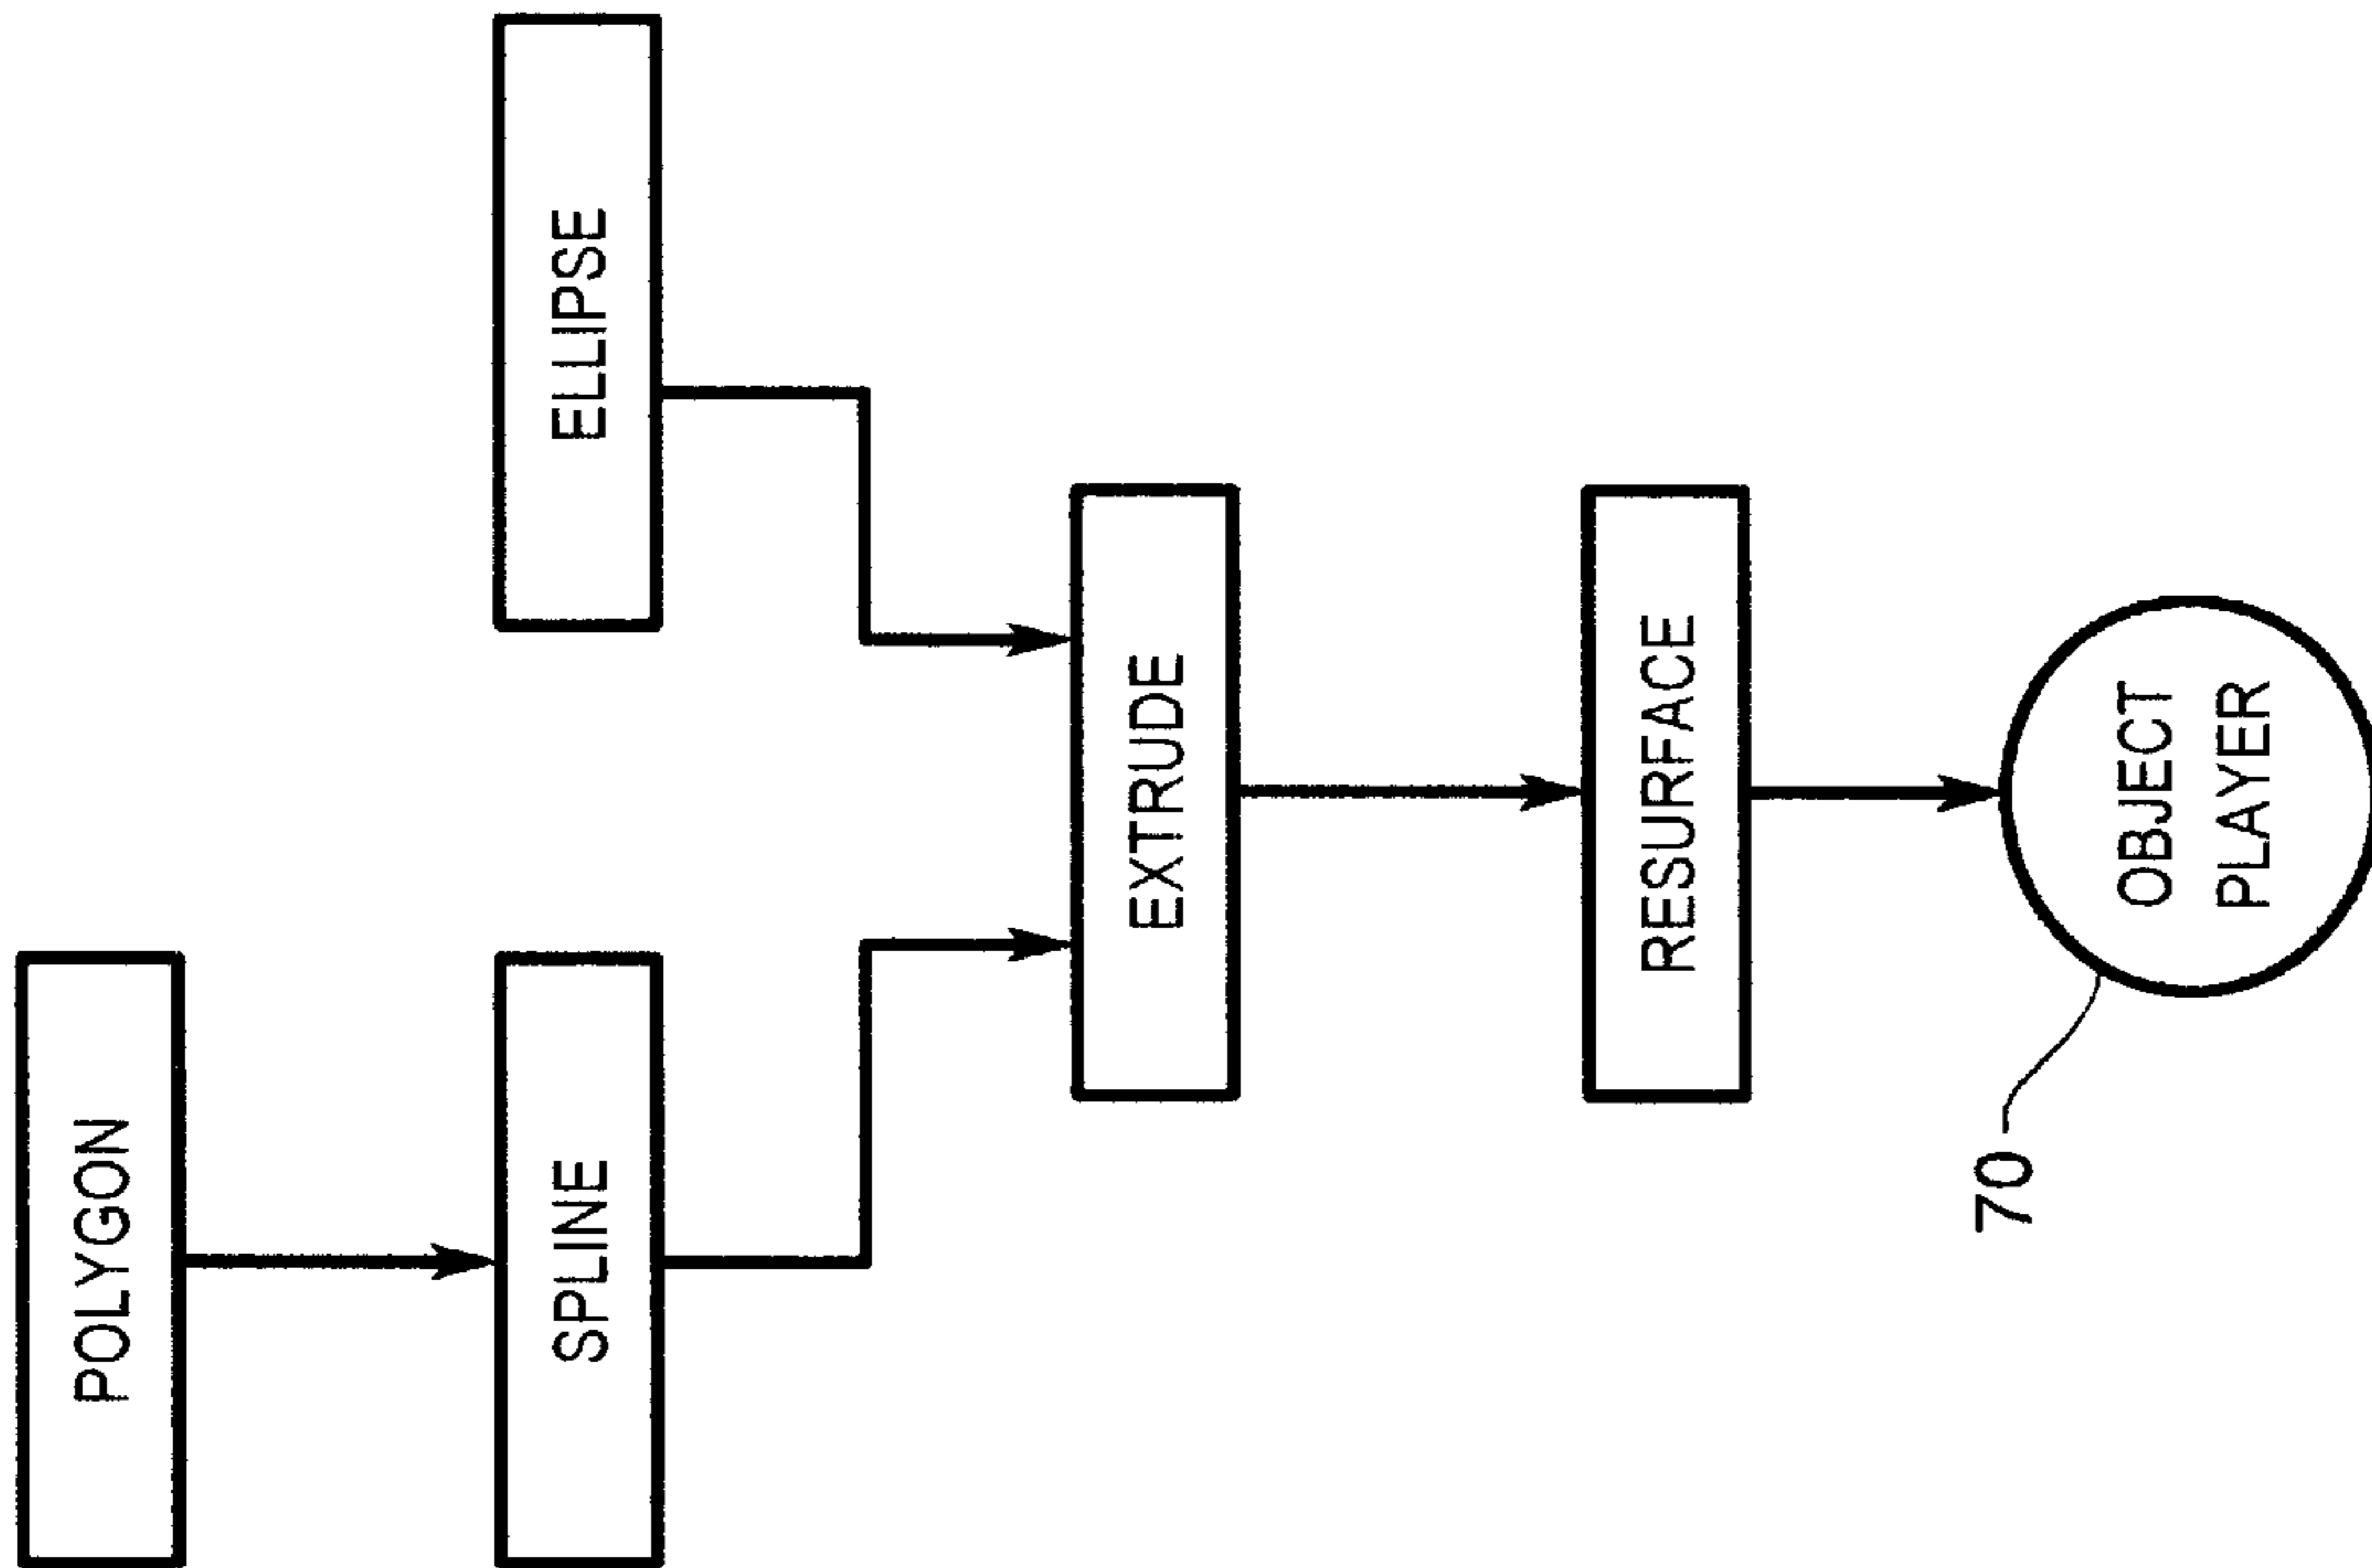 POLYGON
SPLINE
ELLIPSE
EXTRUDE
RESURFACE
OBJECT
PLAYER
70